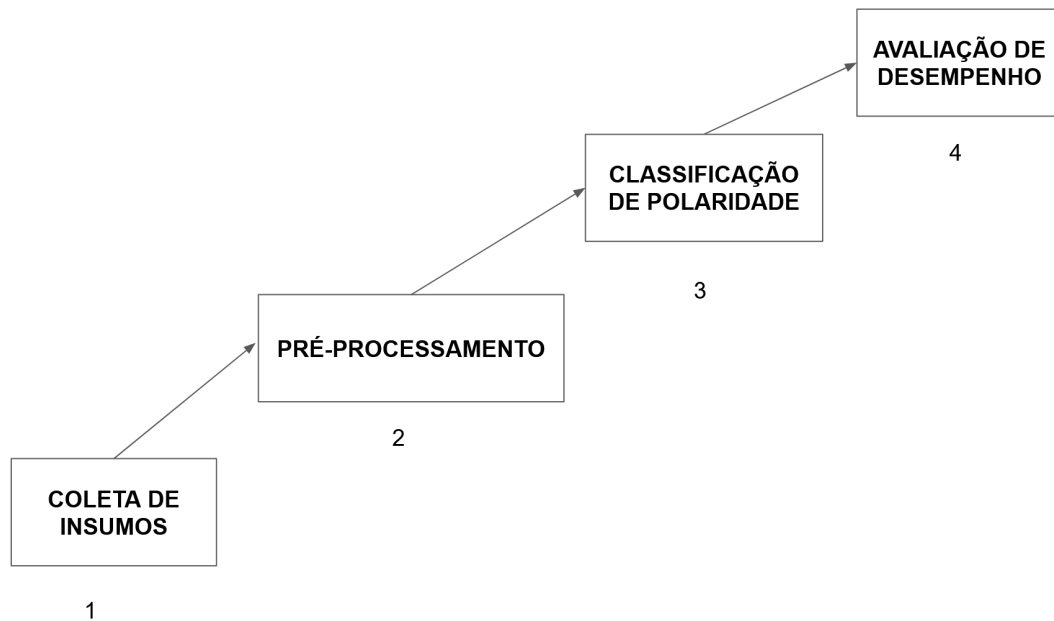 AVALIAÇÃO DE
DESEMPENHO
4
CLASSIFICAÇÃO
DE POLARIDADE
3
PRÉ-PROCESSAMENTO
2
COLETA DE
INSUMOS
1